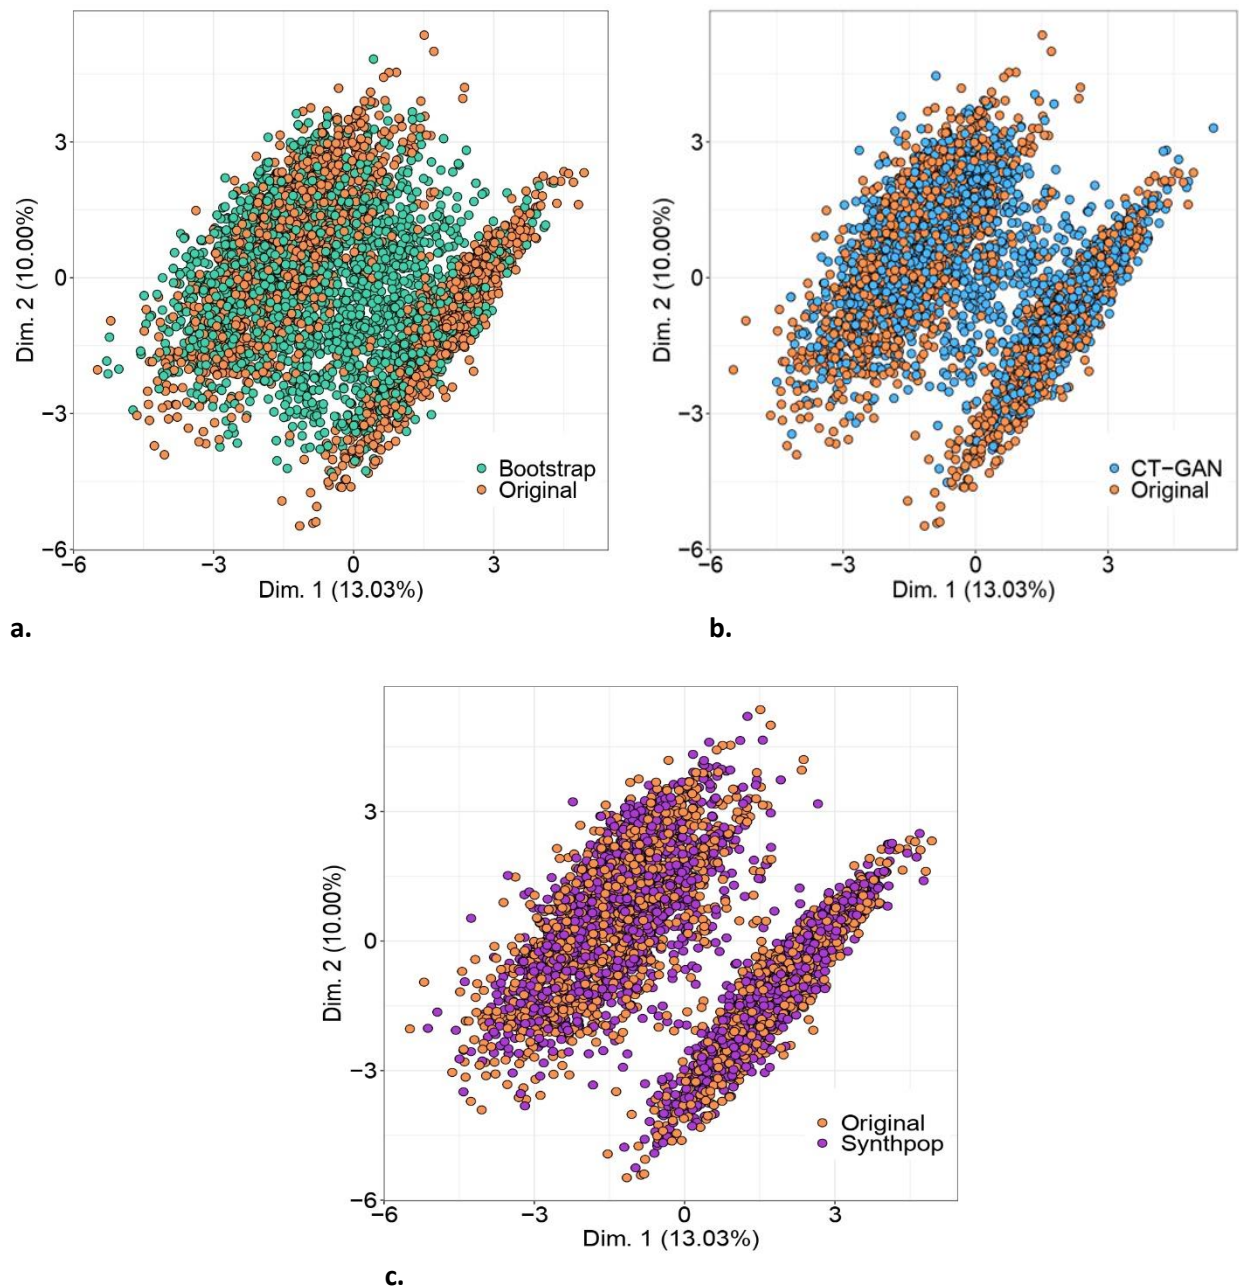 3
0
−3
−6
Dim. 2 (10.00%)
Bootstrap
Original
−6 −3 0 3
Dim. 1 (13.03%)
a.
3
0
−3
−6
Dim. 2 (10.00%)
CT−GAN
Original
−6 −3 0 3
Dim. 1 (13.03%)
b.
3
0
−3
−6
Dim. 2 (10.00%)
Original
Synthpop
−6 −3 0 3
Dim. 1 (13.03%)
c.